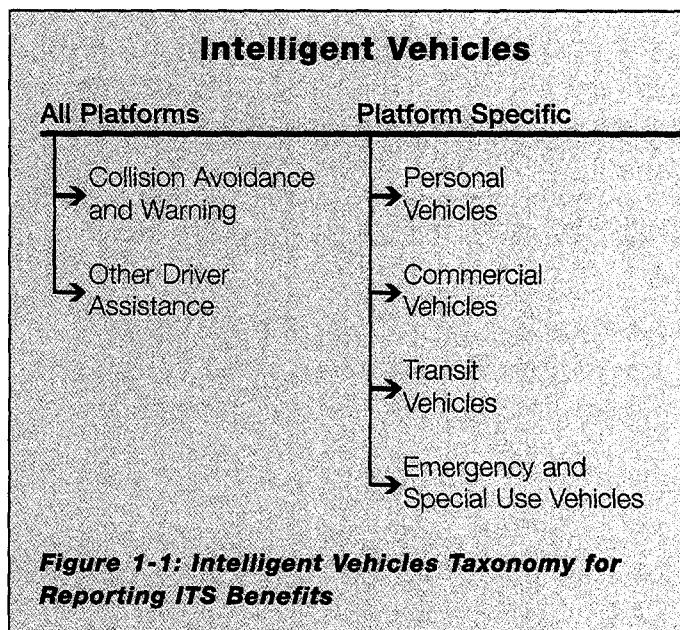 Intelligent Vehicles
All Platforms
Collision Avoidance
and Warning
Other Driver
Assistance
Platform Specific
Personal
Vehicles
Commercial
Vehicles
Transit
Vehicles
Emergency and
Special Use Vehicles
Figure 1-1: Intelligent Vehicles Taxonomy for
Reporting ITS Benefits